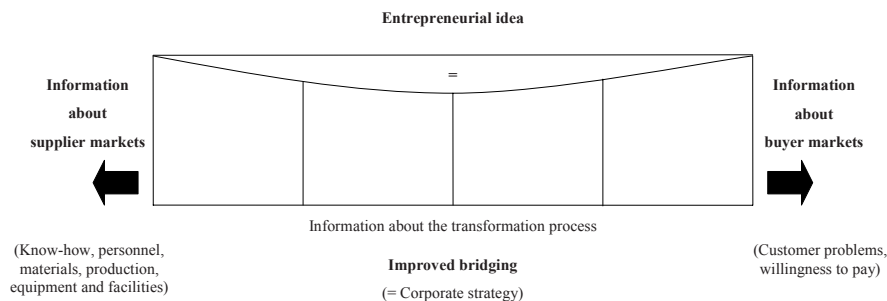 Entrepreneurial idea
=
Information
about
supplier markets
Information
about
buyer markets
Information about the transformation process
(Know-how, personnel,
materials, production,
equipment and facilities)
Improved bridging
(= Corporate strategy)
(Customer problems,
willingness to pay)